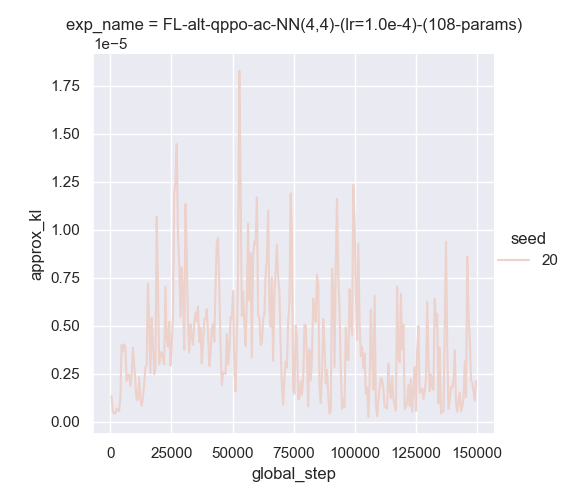 exp_name = FL-alt-qppo-ac-NN(4,4)-(lr=1.0e-4)-(108-params)
1e−5
1.75
1.50
1.25
1.00
0.75
0.50
0.25
0.00
approx_kl
0 25000 50000 75000 100000 125000 150000
global_step
seed
20